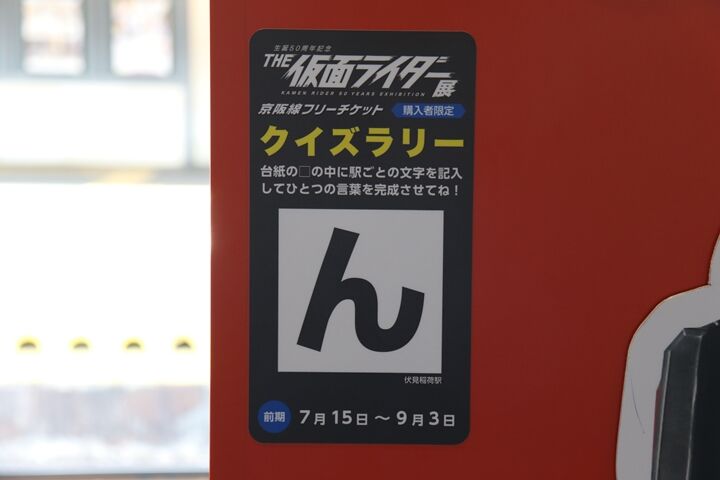 生誕50周年記念
THE 仮面ライダー展
KAMEN RIDER 50 YEARS EXHIBITION
京阪線フリーチケット 購入者限定
クイズラリー
台紙の□の中に駅ごとの文字を記入
してひとつの言葉を完成させてね！
ん
伏見稲荷駅
前期 7月15日～9月3日